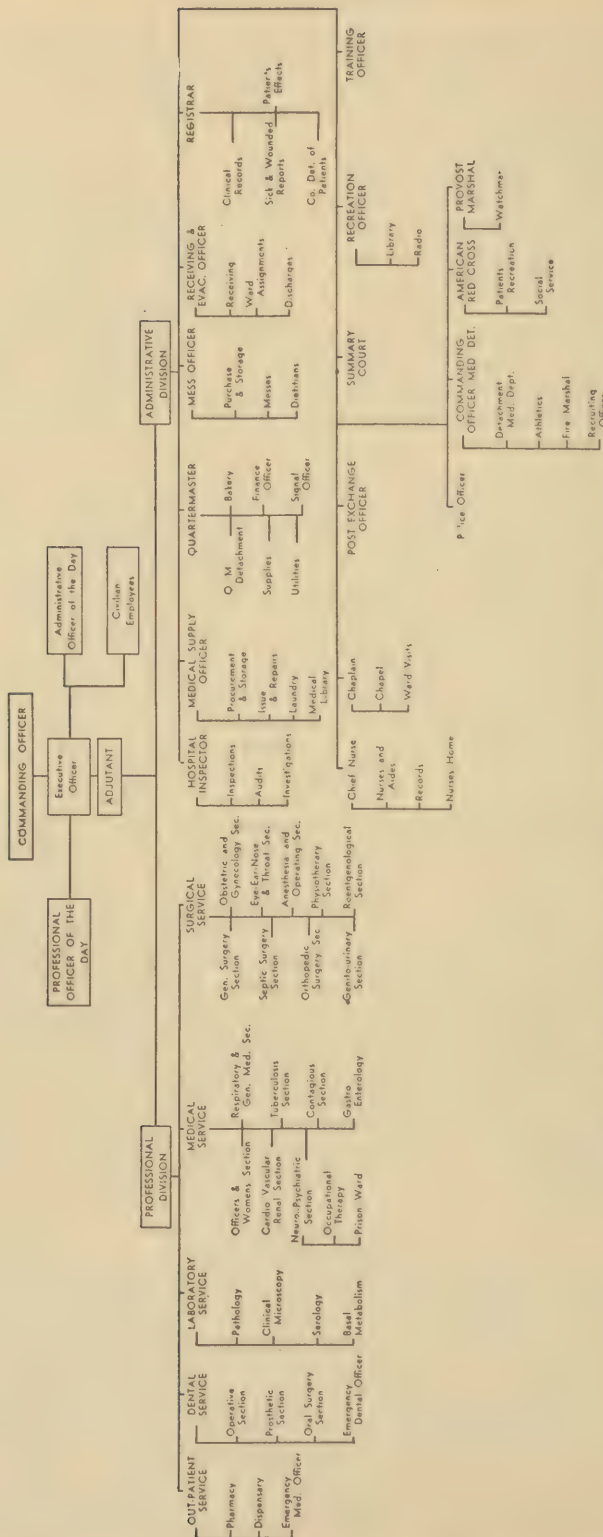 COMMANDING OFFICER
PROFESSIONAL
OFFICER OF THE
DAY
Executive
Officer
Administrative
Officer of the Day
Civilian
Employees
ADJUTANT
PROFESSIONAL
DIVISION
ADMINISTRATIVE
DIVISION
OUT-PATIENT
SERVICE
Pharmacy
Dispensary
Emergency
Med. Officer
DENTAL
SERVICE
Operative
Section
Prosthetic
Section
Oral Surgery
Section
Emergency
Dental Officer
LABORATORY
SERVICE
Pathology
Clinical
Microscopy
Serology
Basal
Metabolism
MEDICAL
SERVICE
Officers &
Womens Section
Respiratory &
Gen. Med. Sec.
Cardio Vascular
Renal Section
Tuberculosis
Section
Neuro-Psychiatric
Section
Contagious
Section
Occupational
Therapy
Gastro
Enterology
Prison Ward
SURGICAL
SERVICE
Gen. Surgery
Section
Obstetric and
Gynecology Sec.
Septic Surgery
Section
Eye-Ear-Nose
& Throat Sec.
Orthopedic
Surgery Sec
Anesthesia and
Operating Sec.
Physiotherapy
Section
Genito-urinary
Section
Roentgenological
Section
HOSPITAL
INSPECTOR
Inspections
Audits
Investigations
MEDICAL SUPPLY
OFFICER
Procurement
& Storage
Issue
& Repairs
Laundry
Medical
Library
QUARTERMASTER
Q M
Detachment
Bakery
Supplies
Finance
Officer
Utilities
Signal
Officer
MESS OFFICER
Purchase
& Storage
Messes
Dietitians
RECEIVING &
EVAC. OFFICER
Receiving
Ward
Assignments
Discharges
REGISTRAR
Clinical
Records
Patient's
Effects
Sick & Wounded
Reports
Co. Det. of
Patients
Chief Nurse
Nurses and
Aides
Records
Nurses Home
Chaplain
Chapel
Ward Visits
POST EXCHANGE
OFFICER
SUMMARY
COURT
RECREATION
OFFICER
Library
Radio
TRAINING
OFFICER
P ice Officer
COMMANDING
OFFICER MED DET.
Detachment
Med. Dept.
Athletics
Fire Marshal
Recruiting
AMERICAN
RED CROSS
Patients
Recreation
Social
Service
PROVOST
MARSHAL
Watchmen